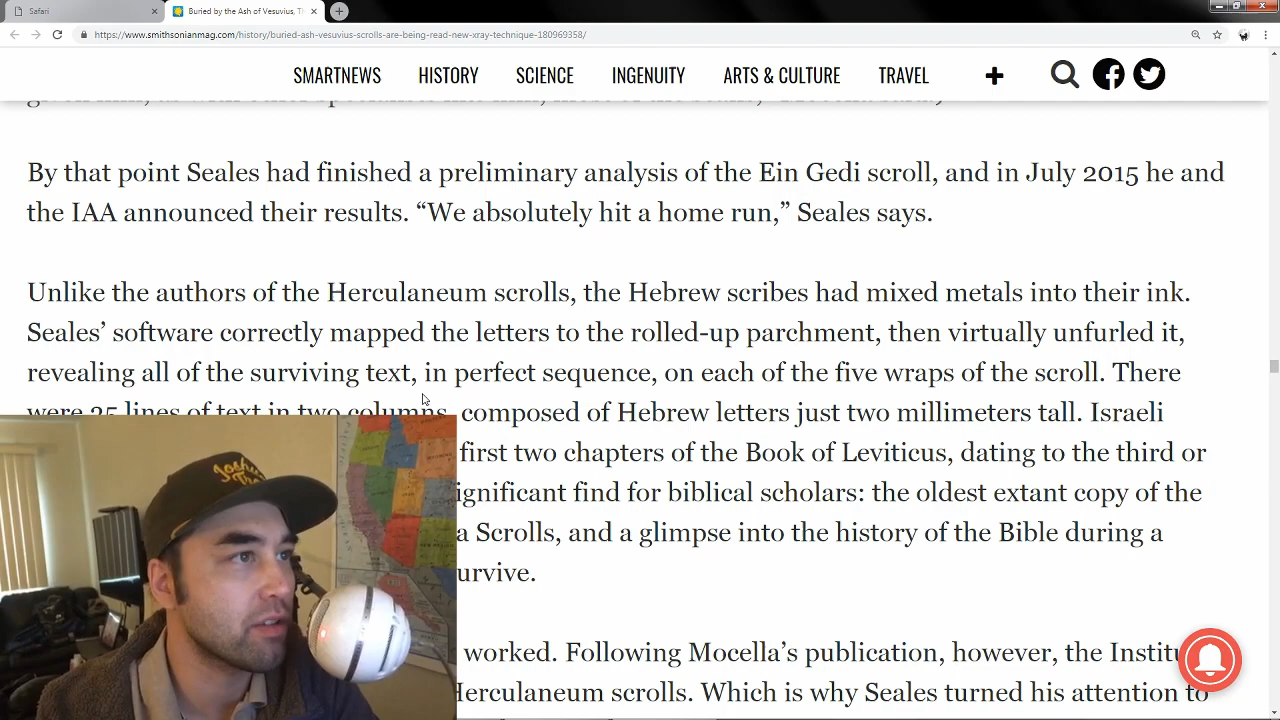 Safari
Buried by the Ash of Vesuvius, Th
https://www.smithsonianmag.com/history/buried-ash-vesuvius-scrolls-are-being-read-new-xray-technique-180969358/
SMARTNEWS HISTORY SCIENCE INGENUITY ARTS & CULTURE TRAVEL
By that point Seales had finished a preliminary analysis of the Ein Gedi scroll, and in July 2015 he and
the IAA announced their results. “We absolutely hit a home run,” Seales says.
Unlike the authors of the Herculaneum scrolls, the Hebrew scribes had mixed metals into their ink.
Seales’ software correctly mapped the letters to the rolled-up parchment, then virtually unfurled it,
revealing all of the surviving text, in perfect sequence, on each of the five wraps of the scroll. There
were 35 lines of text in two columns, composed of Hebrew letters just two millimeters tall. Israeli
first two chapters of the Book of Leviticus, dating to the third or
ignificant find for biblical scholars: the oldest extant copy of the
a Scrolls, and a glimpse into the history of the Bible during a
urvive.
worked. Following Mocella’s publication, however, the Institu
Herculaneum scrolls. Which is why Seales turned his attention to